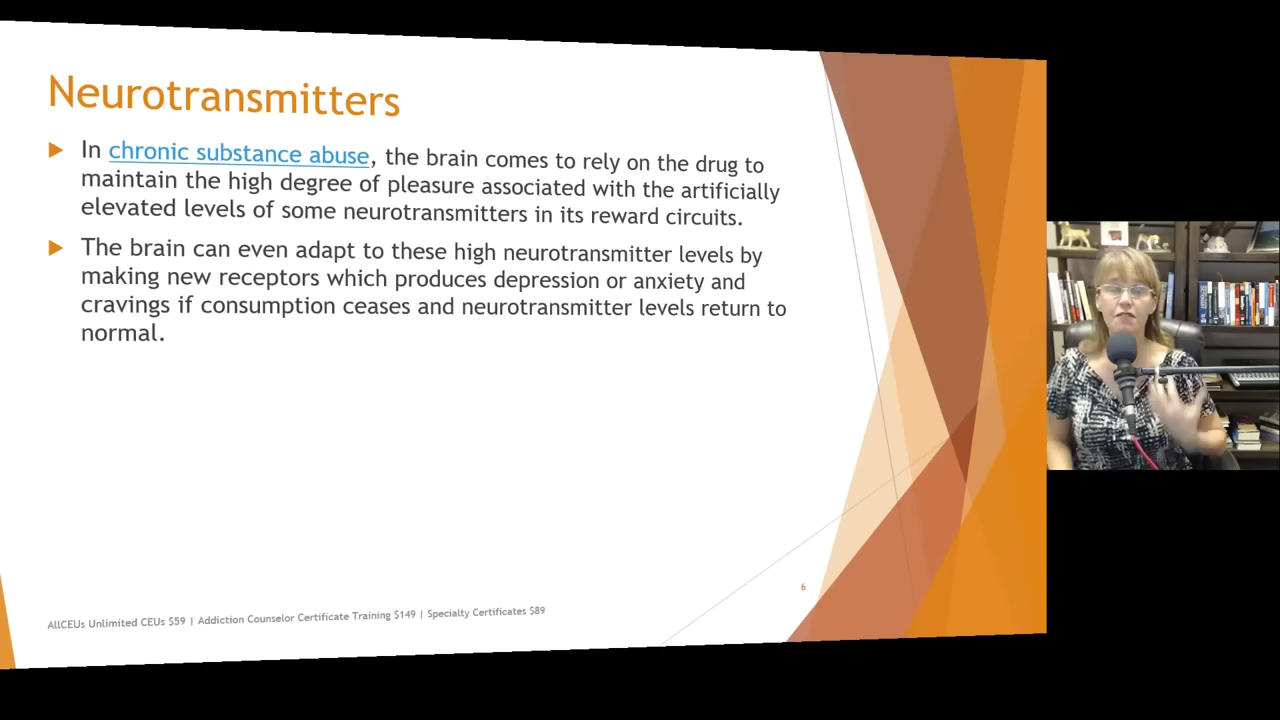 Neurotransmitters
In chronic substance abuse, the brain comes to rely on the drug to
maintain the high degree of pleasure associated with the artificially
elevated levels of some neurotransmitters in its reward circuits.
The brain can even adapt to these high neurotransmitter levels by
making new receptors which produces depression or anxiety and
cravings if consumption ceases and neurotransmitter levels return to
normal.
6
AllCEUs Unlimited CEUs $59 | Addiction Counselor Certificate Training $149 | Specialty Certificates $89